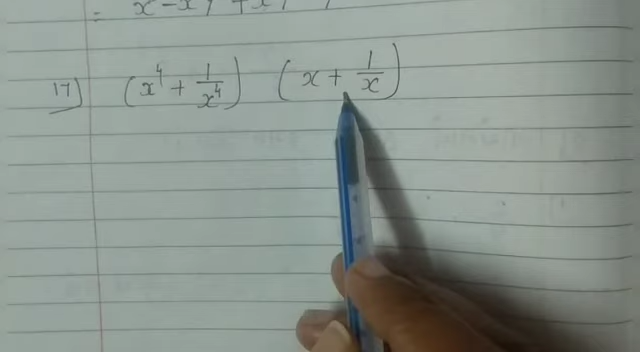 = x - x
17) (x⁴ + 1/x⁴) (x + 1/x)